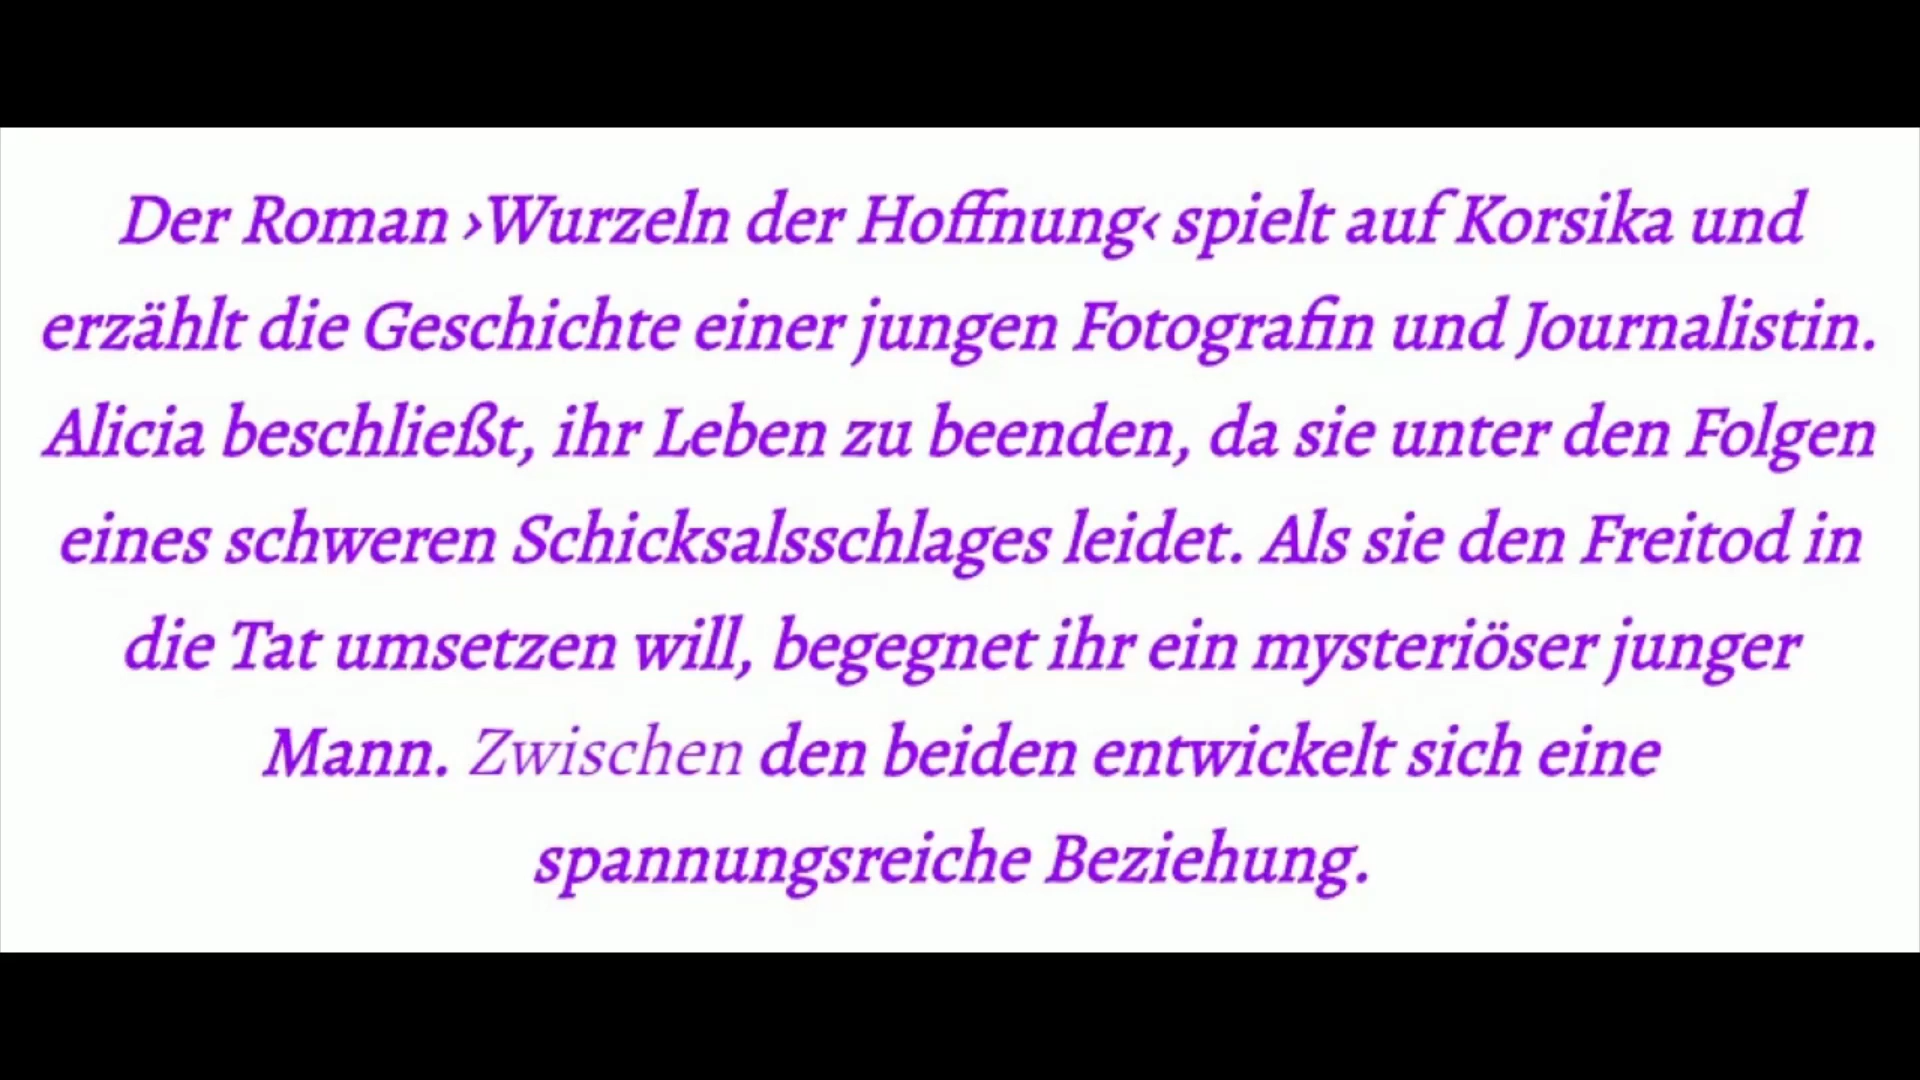 Der Roman ›Wurzeln der Hoffnung‹ spielt auf Korsika und
erzählt die Geschichte einer jungen Fotografin und Journalistin.
Alicia beschließt, ihr Leben zu beenden, da sie unter den Folgen
eines schweren Schicksalsschlages leidet. Als sie den Freitod in
die Tat umsetzen will, begegnet ihr ein mysteriöser junger
Mann. Zwischen den beiden entwickelt sich eine
spannungsreiche Beziehung.